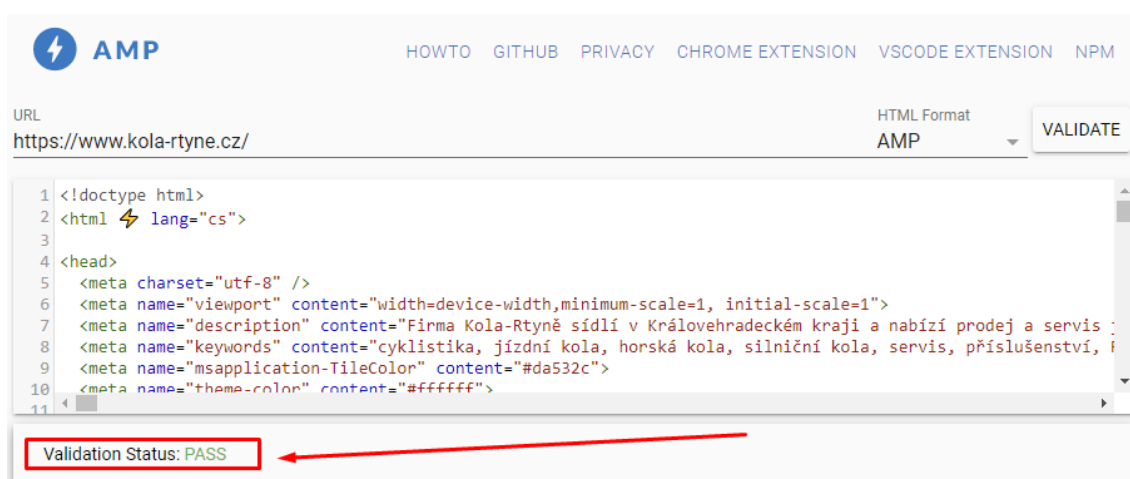 AMP
HOWTO GITHUB PRIVACY CHROME EXTENSION VSCODE EXTENSION NPM
URL
https://www.kola-rtyne.cz/
HTML Format
AMP
VALIDATE
1 <!doctype html>
2 <html ⚡ lang="cs">
3
4 <head>
5 <meta charset="utf-8" />
6 <meta name="viewport" content="width=device-width,minimum-scale=1, initial-scale=1">
7 <meta name="description" content="Firma Kola-Rtyně sídlí v Královehradeckém kraji a nabízí prodej a servis
8 <meta name="keywords" content="cyklistika, jízdní kola, horská kola, silniční kola, servis, příslušenství,
9 <meta name="msapplication-TileColor" content="#da532c">
10 <meta name="theme-color" content="#ffffff">
11
Validation Status: PASS